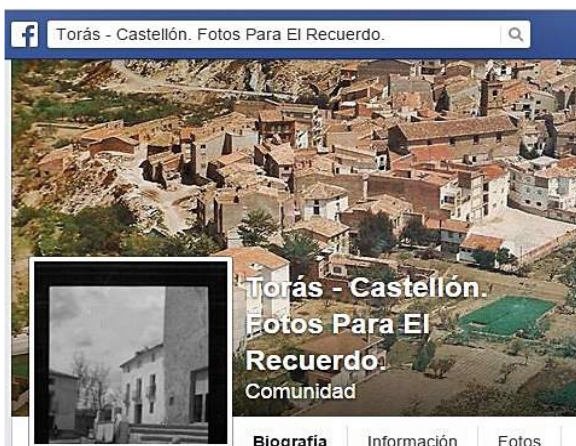 f Torás - Castellón. Fotos Para El Recuerdo.
Torás - Castellón.
Fotos Para El
Recuerdo.
Comunidad
Biografía Información Fotos